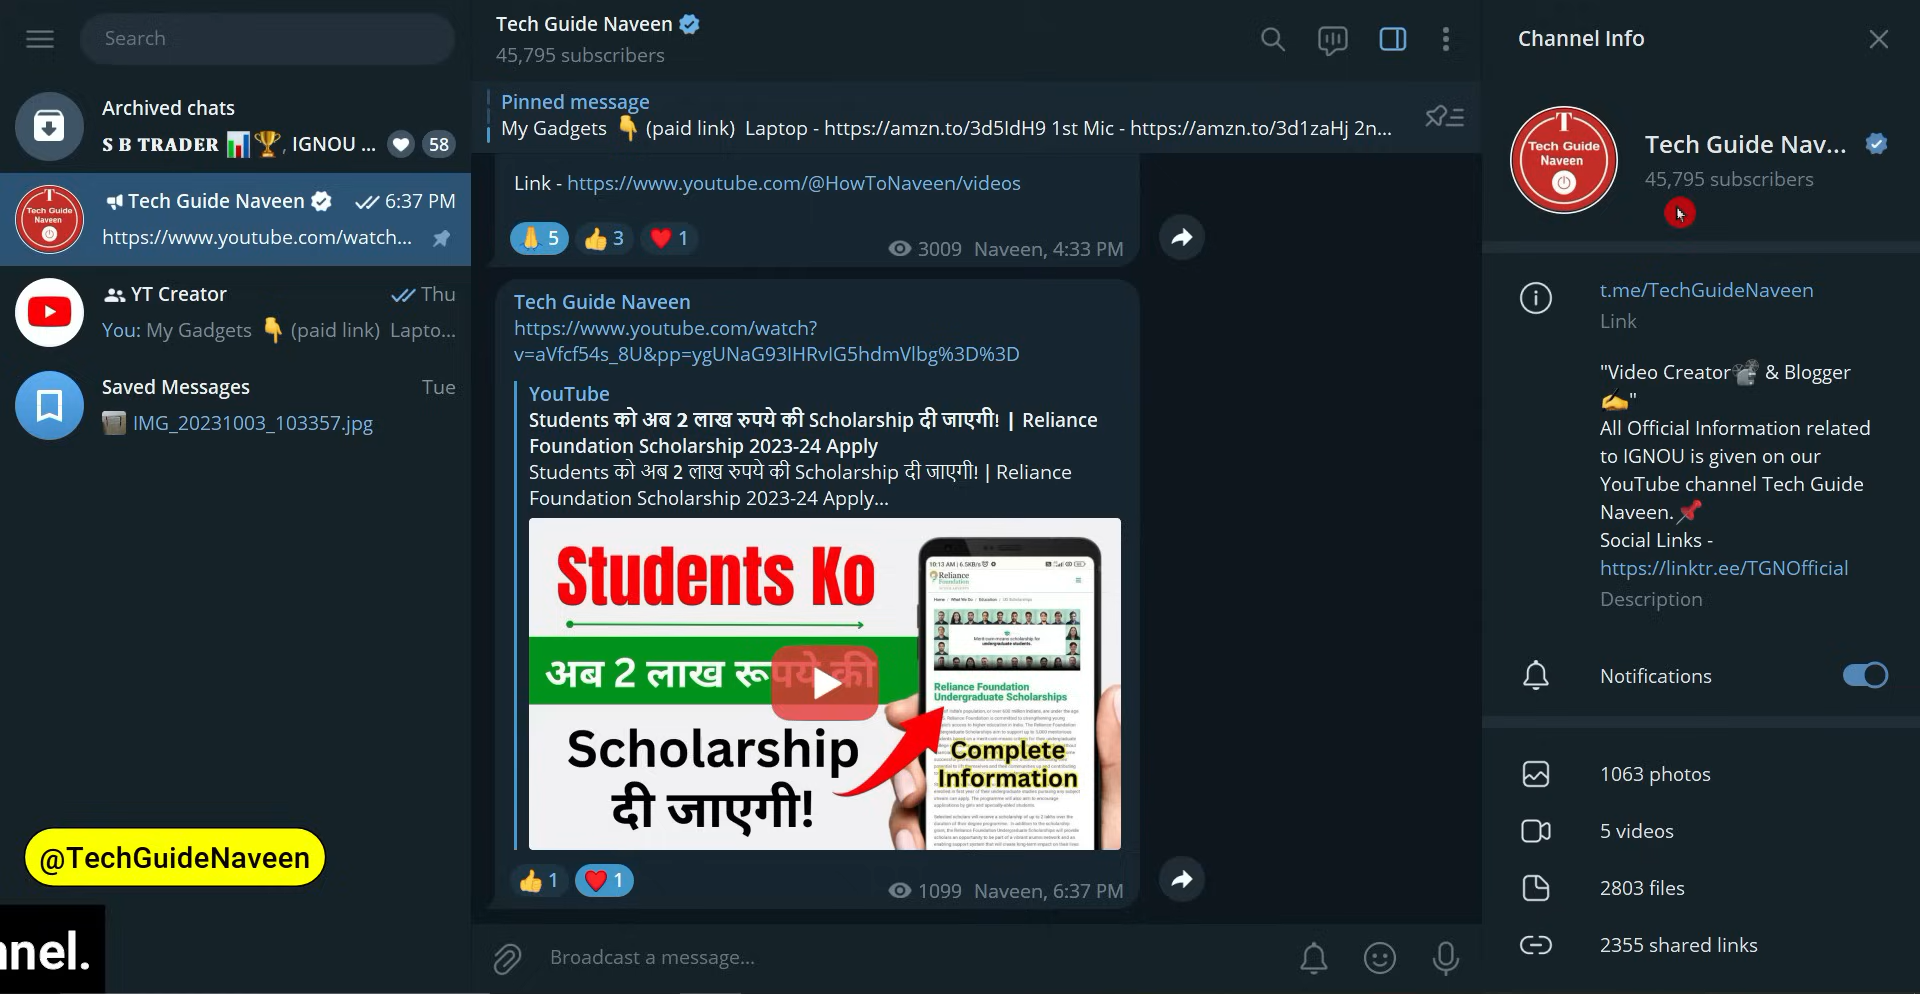 Search
Archived chats
S B TRADER 📊🏆, IGNOU ... 58
Tech Guide Naveen 6:37 PM
https://www.youtube.com/watch...
YT Creator Thu
You: My Gadgets 👇 (paid link) Lapto...
Saved Messages Tue
IMG_20231003_103357.jpg
@TechGuideNaveen
nnel.
Tech Guide Naveen
45,795 subscribers
Pinned message
My Gadgets 👇 (paid link) Laptop - https://amzn.to/3d5IdH9 1st Mic - https://amzn.to/3d1zaHj 2n...
Link - https://www.youtube.com/@HowToNaveen/videos
🙏 5 👍 3 ❤️ 1 3009 Naveen, 4:33 PM
Tech Guide Naveen
https://www.youtube.com/watch?
v=aVfcf54s_8U&pp=ygUNaG93IHRvIG5hdmVlbg%3D%3D
YouTube
Students को अब 2 लाख रुपये की Scholarship दी जाएगी! | Reliance
Foundation Scholarship 2023-24 Apply
Students को अब 2 लाख रुपये की Scholarship दी जाएगी! | Reliance
Foundation Scholarship 2023-24 Apply...
Students Ko
अब 2 लाख रूपये की
Scholarship
दी जाएगी!
10:13 AM | 6.5KB/s
Reliance
Foundation
Reliance Foundation
Undergraduate Scholarships
Complete
Information
👍 1 ❤️ 1 1099 Naveen, 6:37 PM
Broadcast a message...
Channel Info
Tech Guide Nav...
45,795 subscribers
Tech Guide
Naveen
t.me/TechGuideNaveen
Link
"Video Creator📽️ & Blogger
✍️"
All Official Information related
to IGNOU is given on our
YouTube channel Tech Guide
Naveen.📌
Social Links -
https://linktr.ee/TGNOfficial
Description
Notifications
1063 photos
5 videos
2803 files
2355 shared links